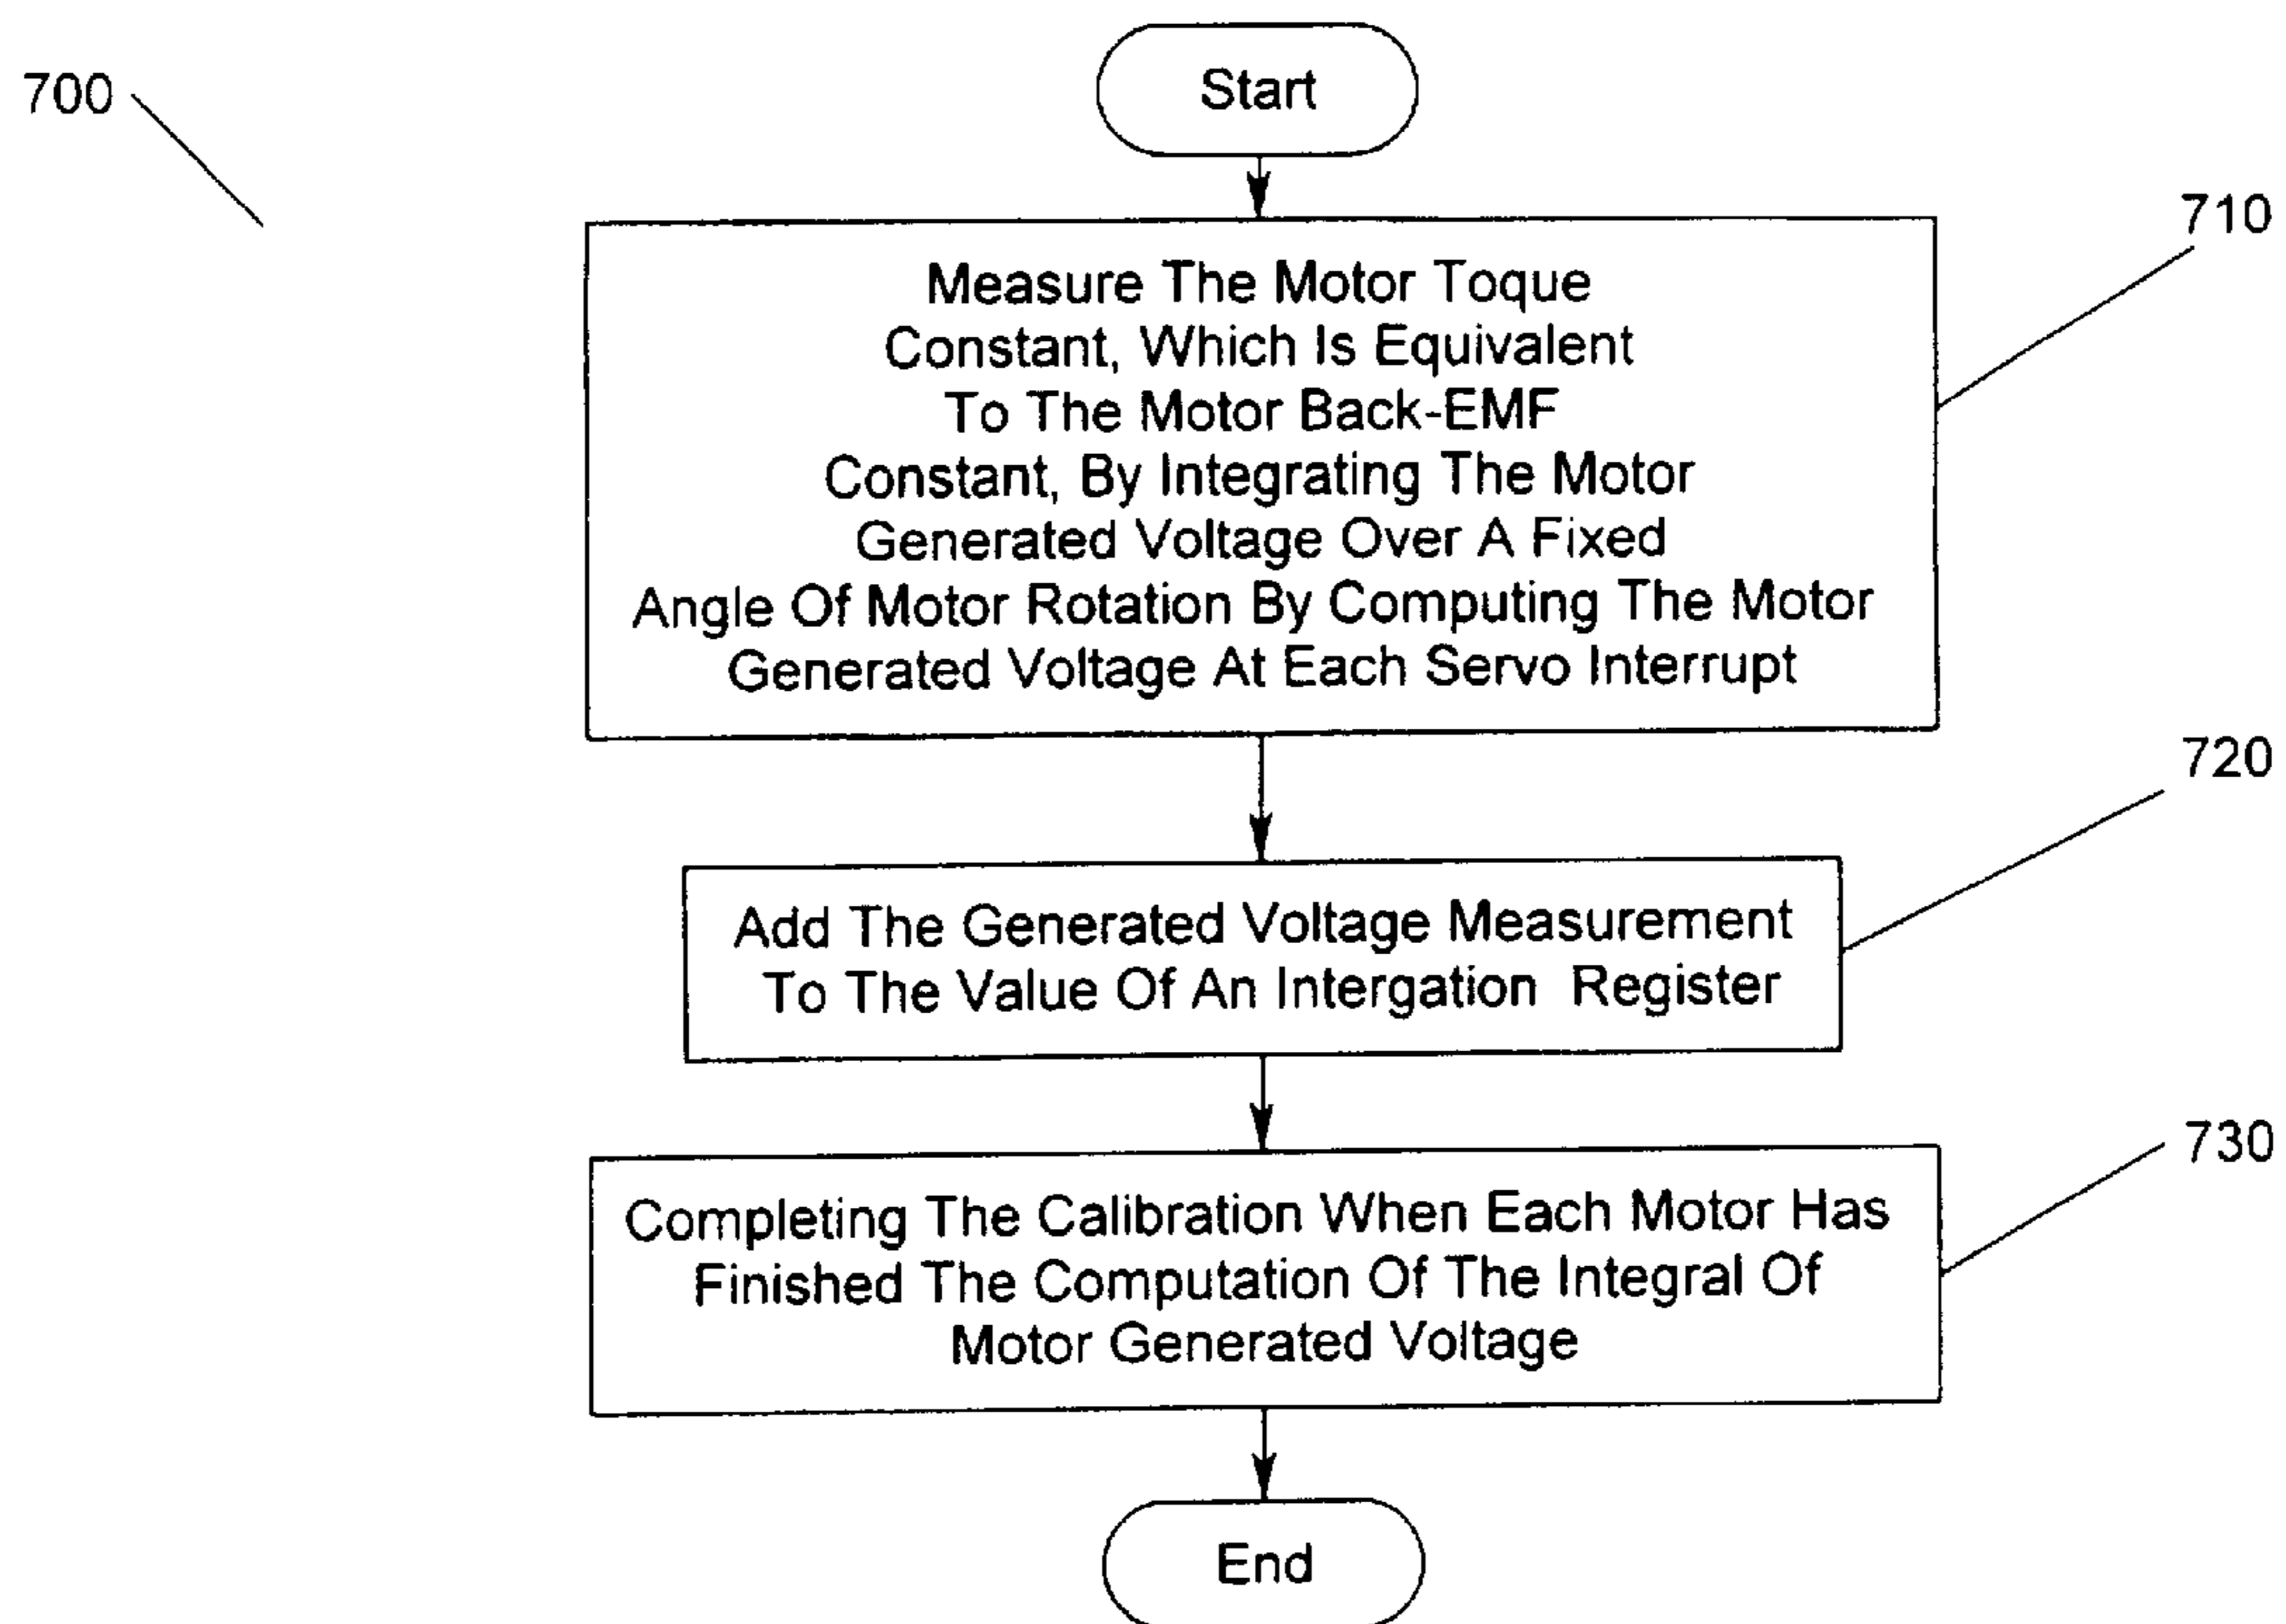 Start
700
710
Measure The Motor Toque
Constant, Which Is Equivalent
To The Motor Back-EMF
Constant, By Integrating The Motor
Generated Voltage Over A Fixed
Angle Of Motor Rotation By Computing The Motor
Generated Voltage At Each Servo Interrupt
720
Add The Generated Voltage Measurement
To The Value Of An Intergation Register
730
Completing The Calibration When Each Motor Has
Finished The Computation Of The Integral Of
Motor Generated Voltage
End